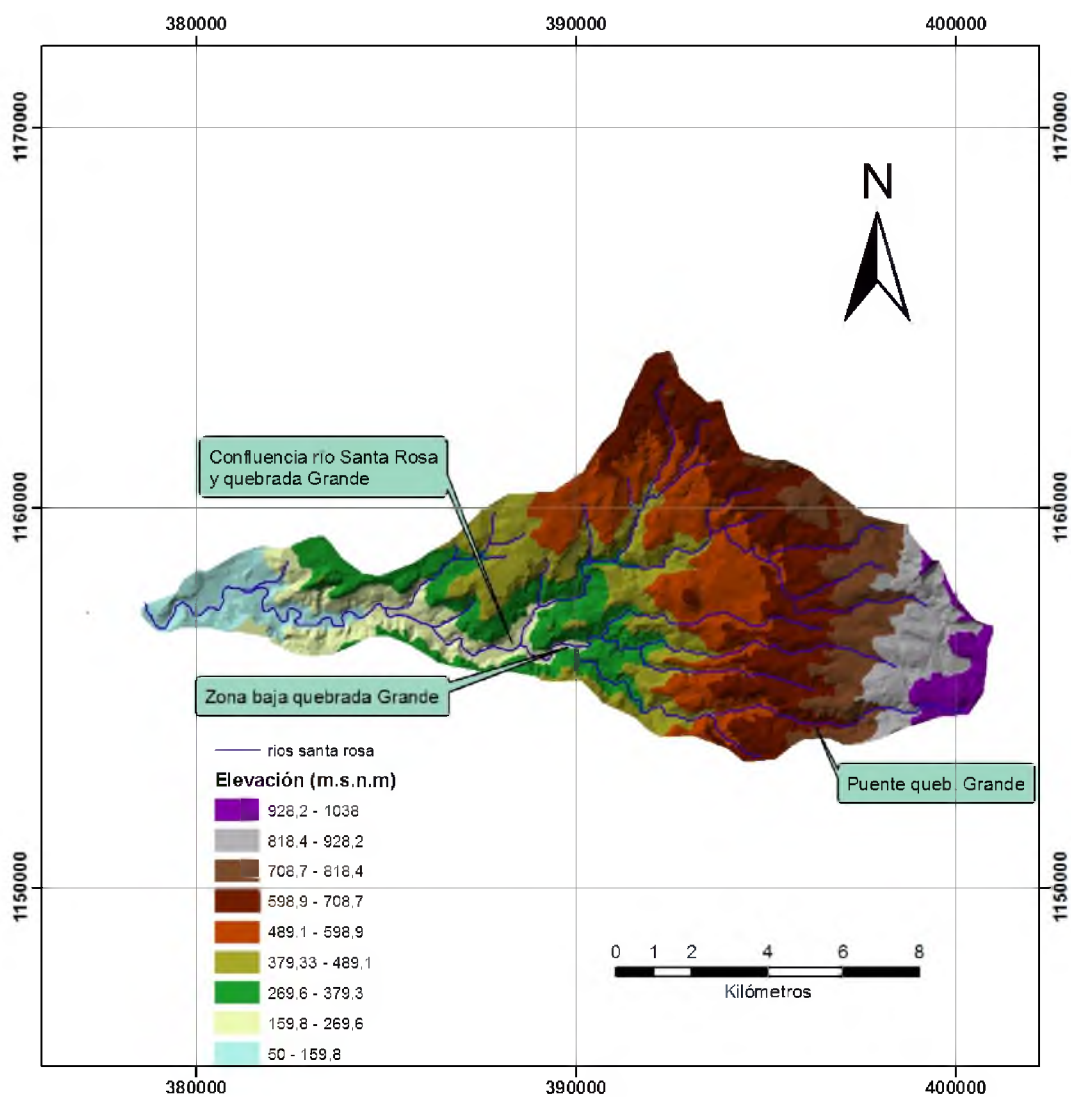 380000
390000
400000
1170000
1170000
N
Confluencia río Santa Rosa
y quebrada Grande
1160000
1160000
Zona baja quebrada Grande
rios santa rosa
Elevación (m.s.n.m)
Puente queb. Grande
928,2 - 1038
818,4 - 928,2
708,7 - 818,4
598,9 - 708,7
489,1 - 598,9
379,33 - 489,1
269,6 - 379,3
159,8 - 269,6
50 - 159,8
1150000
1150000
0 1 2 4 6 8
Kilómetros
380000
390000
400000